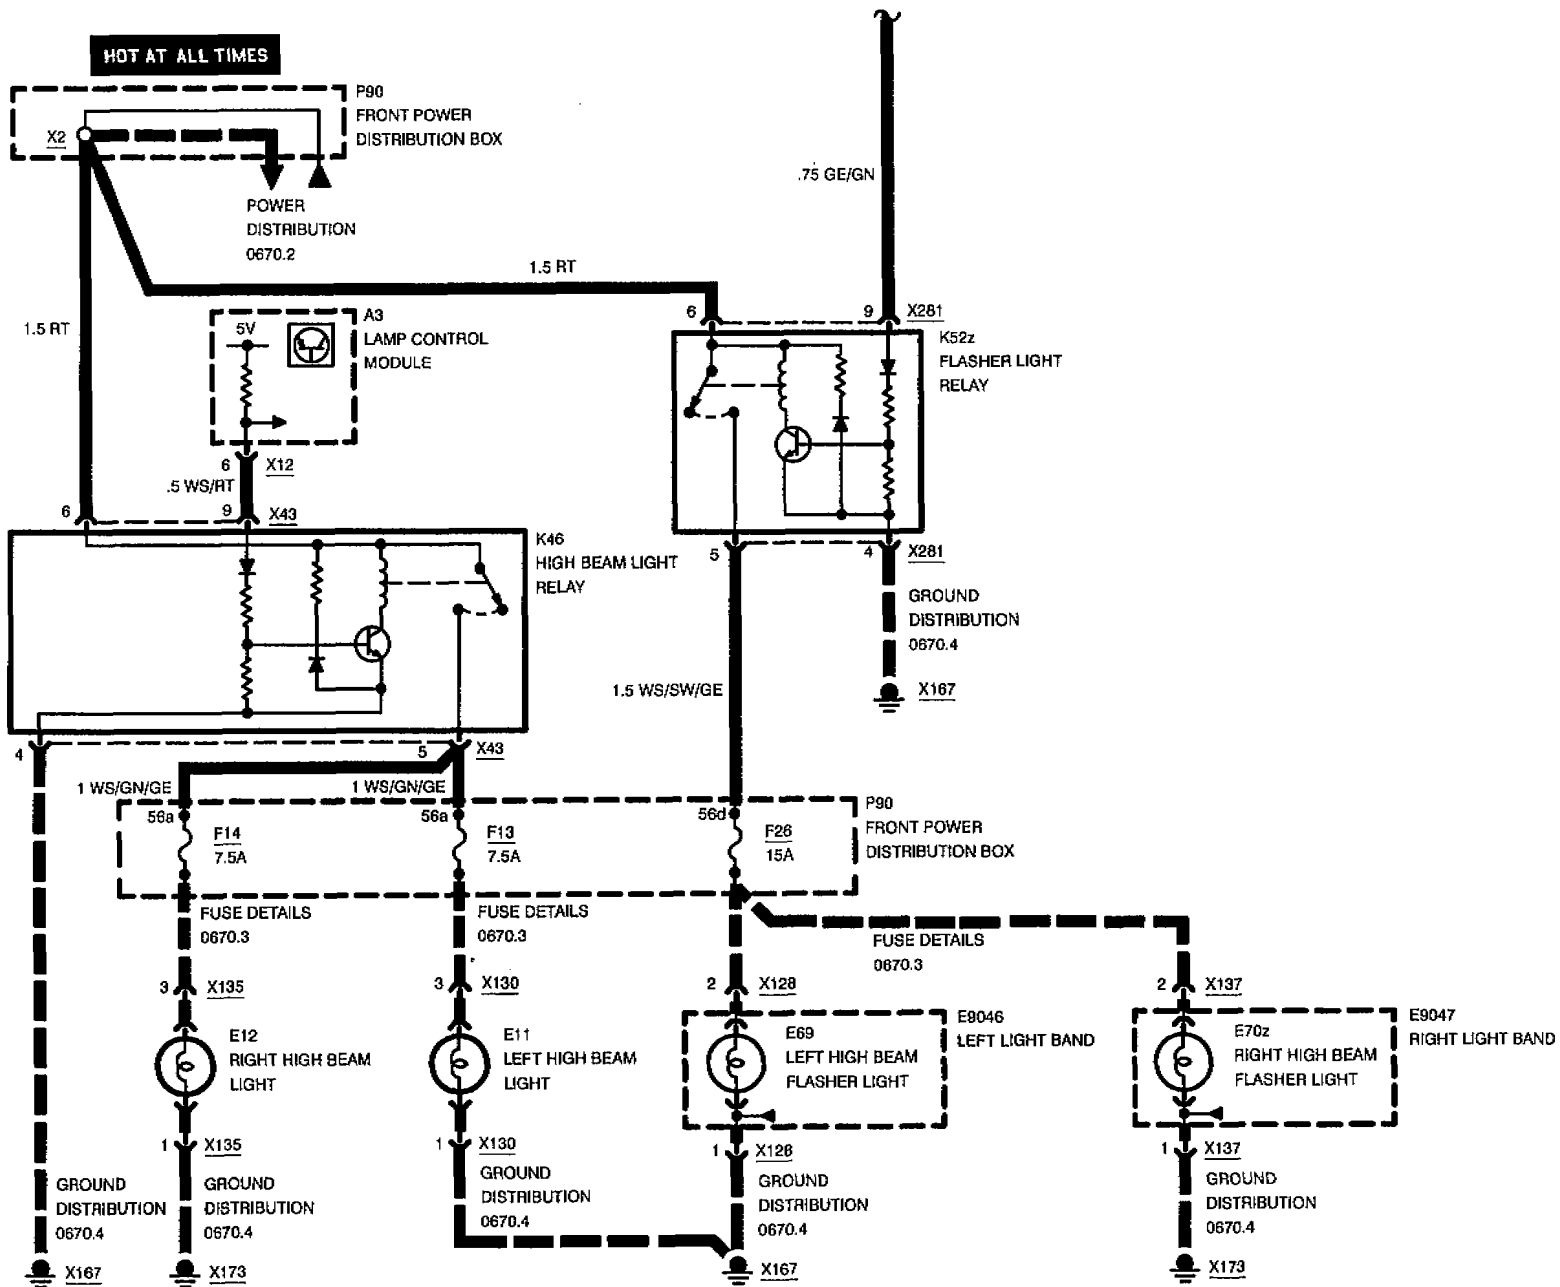 HOT AT ALL TIMES
P90
FRONT POWER
DISTRIBUTION BOX
X2
POWER
DISTRIBUTION
0670.2
.75 GE/GN
1.5 RT
1.5 RT
5V
A3
LAMP CONTROL
MODULE
6
X12
.5 WS/RT
6
9
X43
6
9
X281
K52z
FLASHER LIGHT
RELAY
K46
HIGH BEAM LIGHT
RELAY
5
4
X281
GROUND
DISTRIBUTION
0670.4
X167
1.5 WS/SW/GE
4
5
X43
1 WS/GN/GE
1 WS/GN/GE
56a
F14
7.5A
56a
F13
7.5A
56d
F26
15A
P90
FRONT POWER
DISTRIBUTION BOX
FUSE DETAILS
0670.3
FUSE DETAILS
0670.3
FUSE DETAILS
0670.3
3
X135
3
X130
2
X128
2
X137
E12
RIGHT HIGH BEAM
LIGHT
E11
LEFT HIGH BEAM
LIGHT
E69
LEFT HIGH BEAM
FLASHER LIGHT
E9046
LEFT LIGHT BAND
E70z
RIGHT HIGH BEAM
FLASHER LIGHT
E9047
RIGHT LIGHT BAND
1
X135
1
X130
1
X128
1
X137
GROUND
DISTRIBUTION
0670.4
GROUND
DISTRIBUTION
0670.4
GROUND
DISTRIBUTION
0670.4
GROUND
DISTRIBUTION
0670.4
GROUND
DISTRIBUTION
0670.4
X167
X173
X167
X173